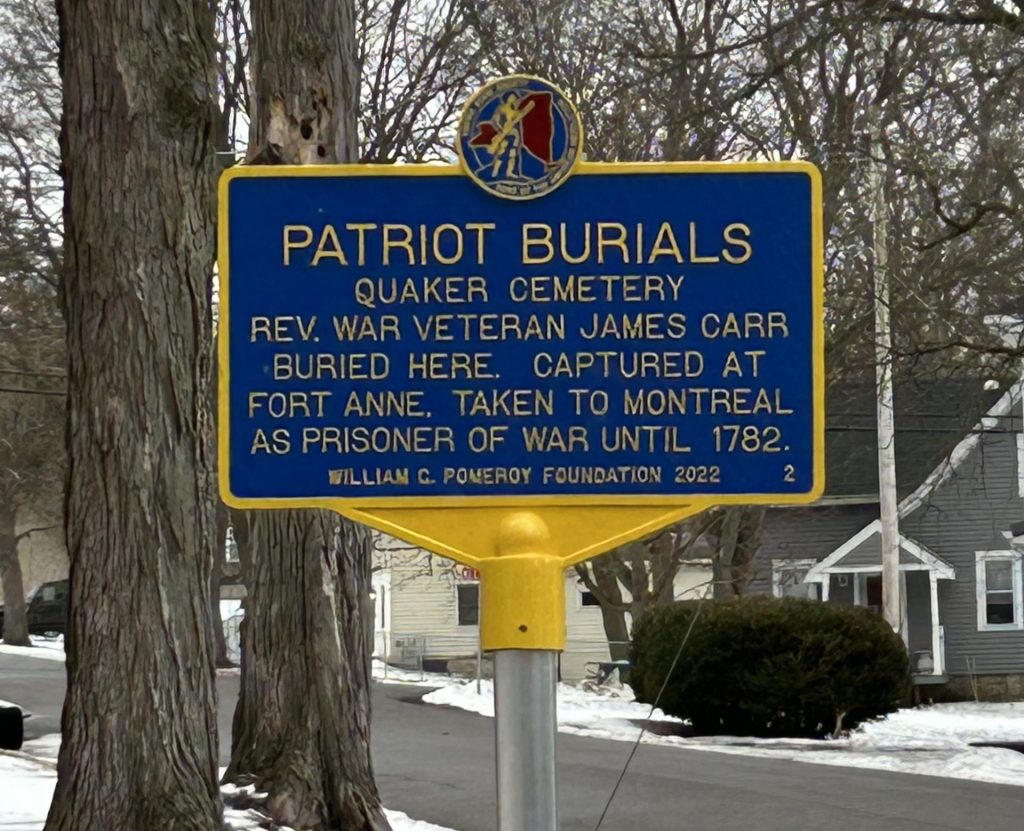 PATRIOT BURIALS
QUAKER CEMETERY
REV. WAR VETERAN JAMES CARR
BURIED HERE. CAPTURED AT
FORT ANNE, TAKEN TO MONTREAL
AS PRISONER OF WAR UNTIL 1782.
WILLIAM G. POMEROY FOUNDATION 2022 2